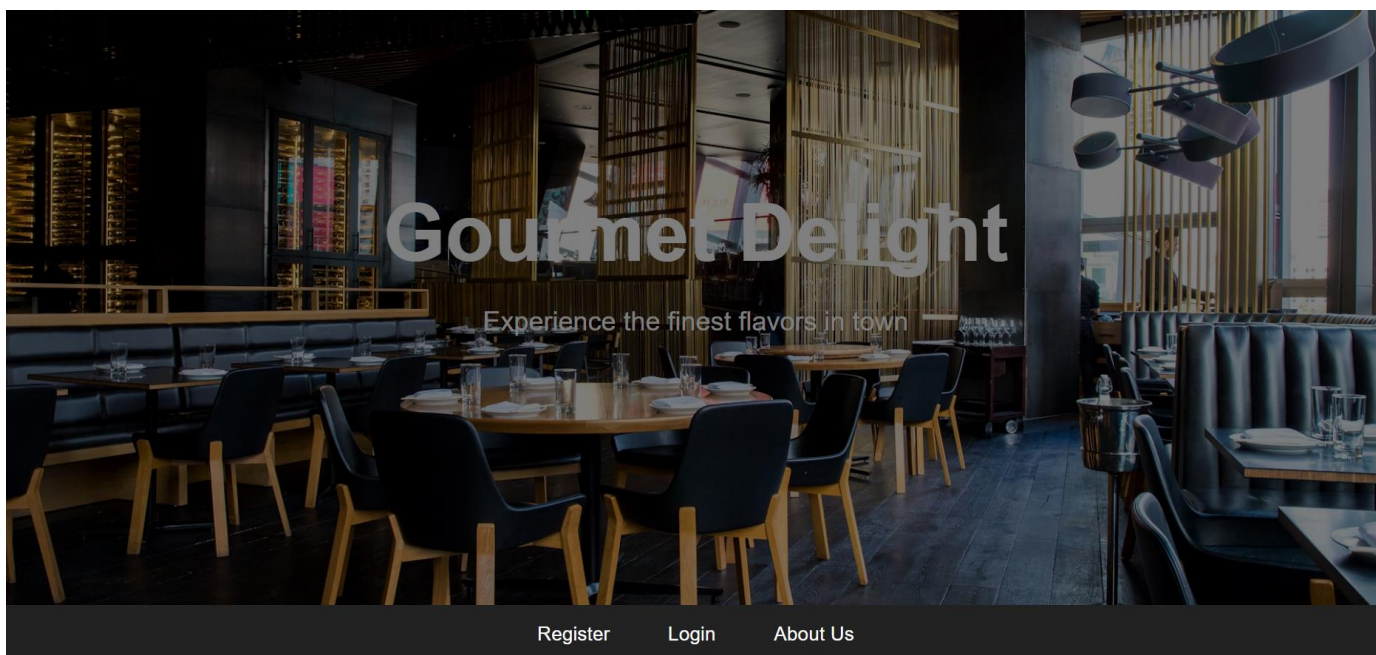 Gourmet Delight
Experience the finest flavors in town
Register Login About Us